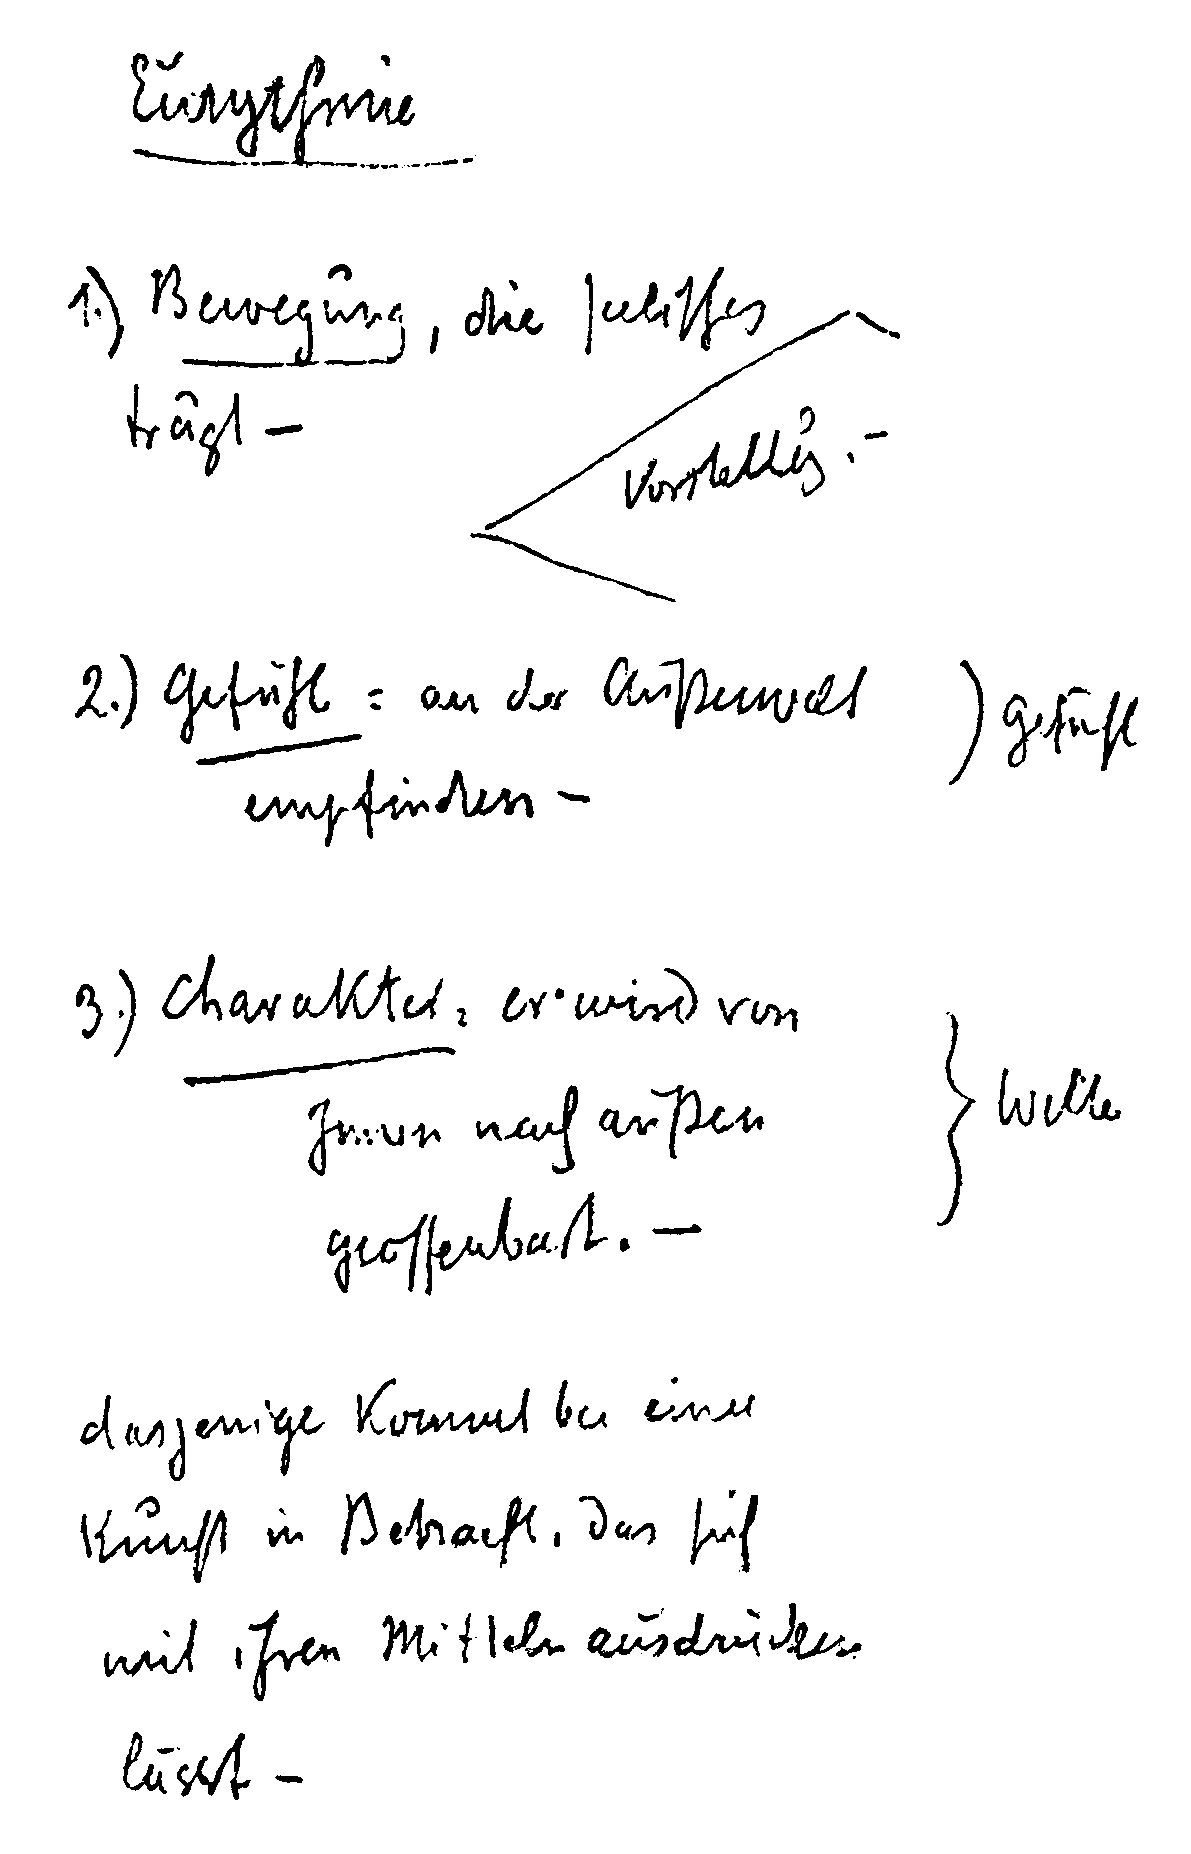 Eurythmie
1.) Bewegung, die seelisches
trägt –
Vorstellg. –
2.) Gefühl = an der Außenwelt
empfinden –
) Gefühl
3.) Charakter: er wird von
Innen nach außen
geoffenbart. –
} Wille
dasjenige kommt bei einer
Kunst in Betracht, das sich
mit ihren Mitteln ausdrücken
lässt –